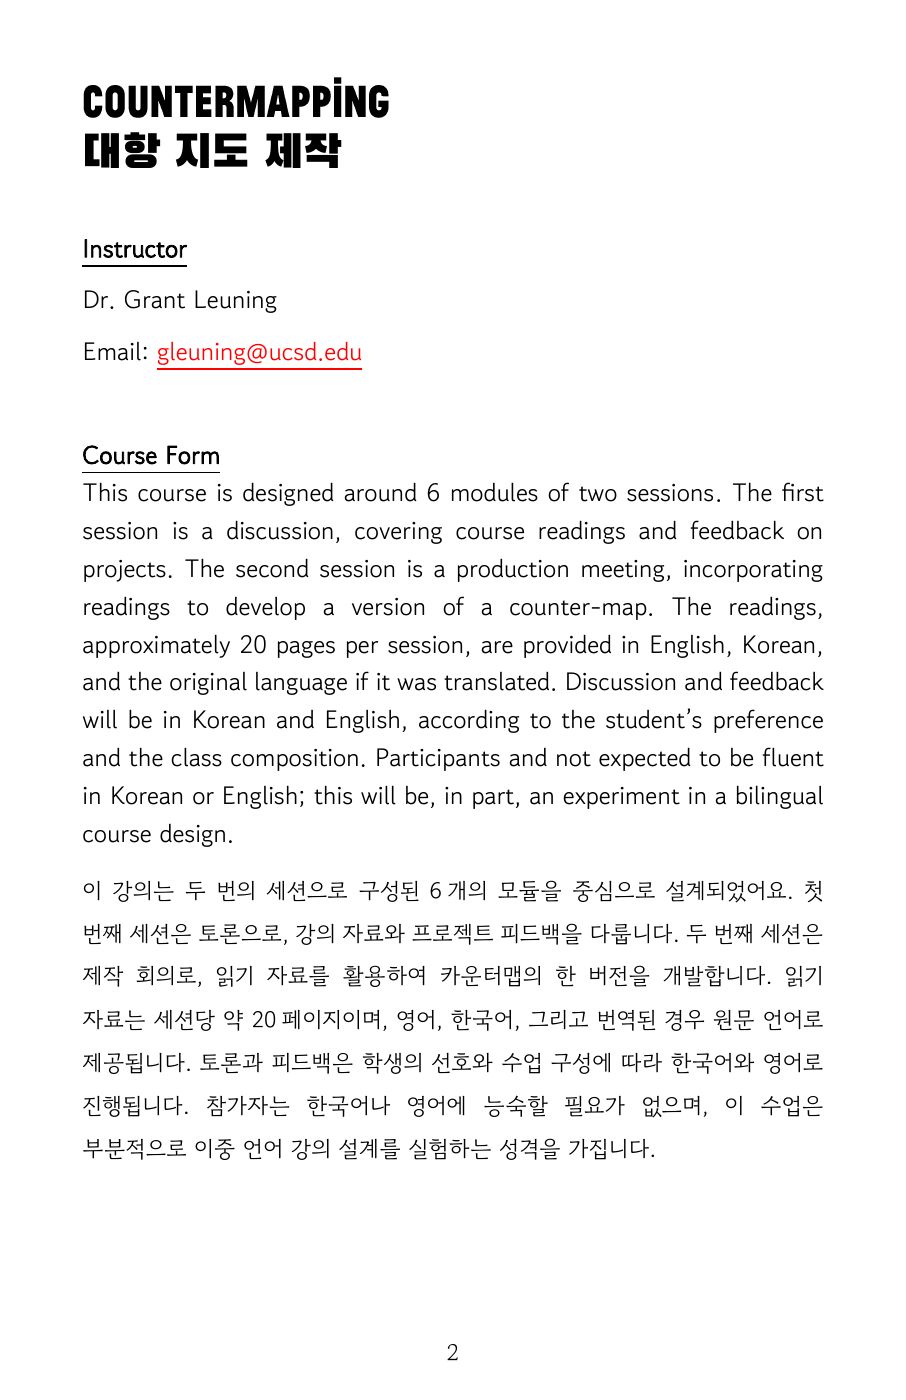 COUNTERMAPPiNG
대항 지도 제작
Instructor
Dr. Grant Leuning
Email: gleuning@ucsd.edu
Course Form
This course is designed around 6 modules of two sessions. The first
session is a discussion, covering course readings and feedback on
projects. The second session is a production meeting, incorporating
readings to develop a version of a counter-map. The readings,
approximately 20 pages per session, are provided in English, Korean,
and the original language if it was translated. Discussion and feedback
will be in Korean and English, according to the student’s preference
and the class composition. Participants and not expected to be fluent
in Korean or English; this will be, in part, an experiment in a bilingual
course design.
이 강의는 두 번의 세션으로 구성된 6개의 모듈을 중심으로 설계되었어요. 첫
번째 세션은 토론으로, 강의 자료와 프로젝트 피드백을 다룹니다. 두 번째 세션은
제작 회의로, 읽기 자료를 활용하여 카운터맵의 한 버전을 개발합니다. 읽기
자료는 세션당 약 20페이지이며, 영어, 한국어, 그리고 번역된 경우 원문 언어로
제공됩니다. 토론과 피드백은 학생의 선호와 수업 구성에 따라 한국어와 영어로
진행됩니다. 참가자는 한국어나 영어에 능숙할 필요가 없으며, 이 수업은
부분적으로 이중 언어 강의 설계를 실험하는 성격을 가집니다.
2